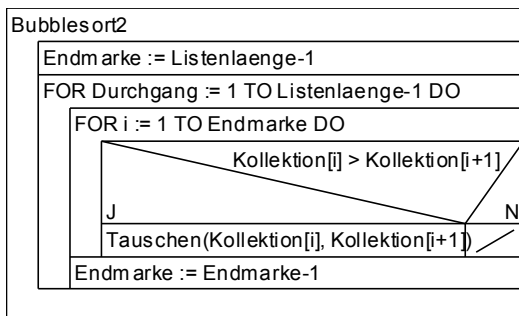 Bubblesort2
Endmarke := Listenlaenge-1
FOR Durchgang := 1 TO Listenlaenge-1 DO
FOR i := 1 TO Endmarke DO
Kollektion[i] > Kollektion[i+1]
J N
Tauschen(Kollektion[i], Kollektion[i+1])
Endmarke := Endmarke-1